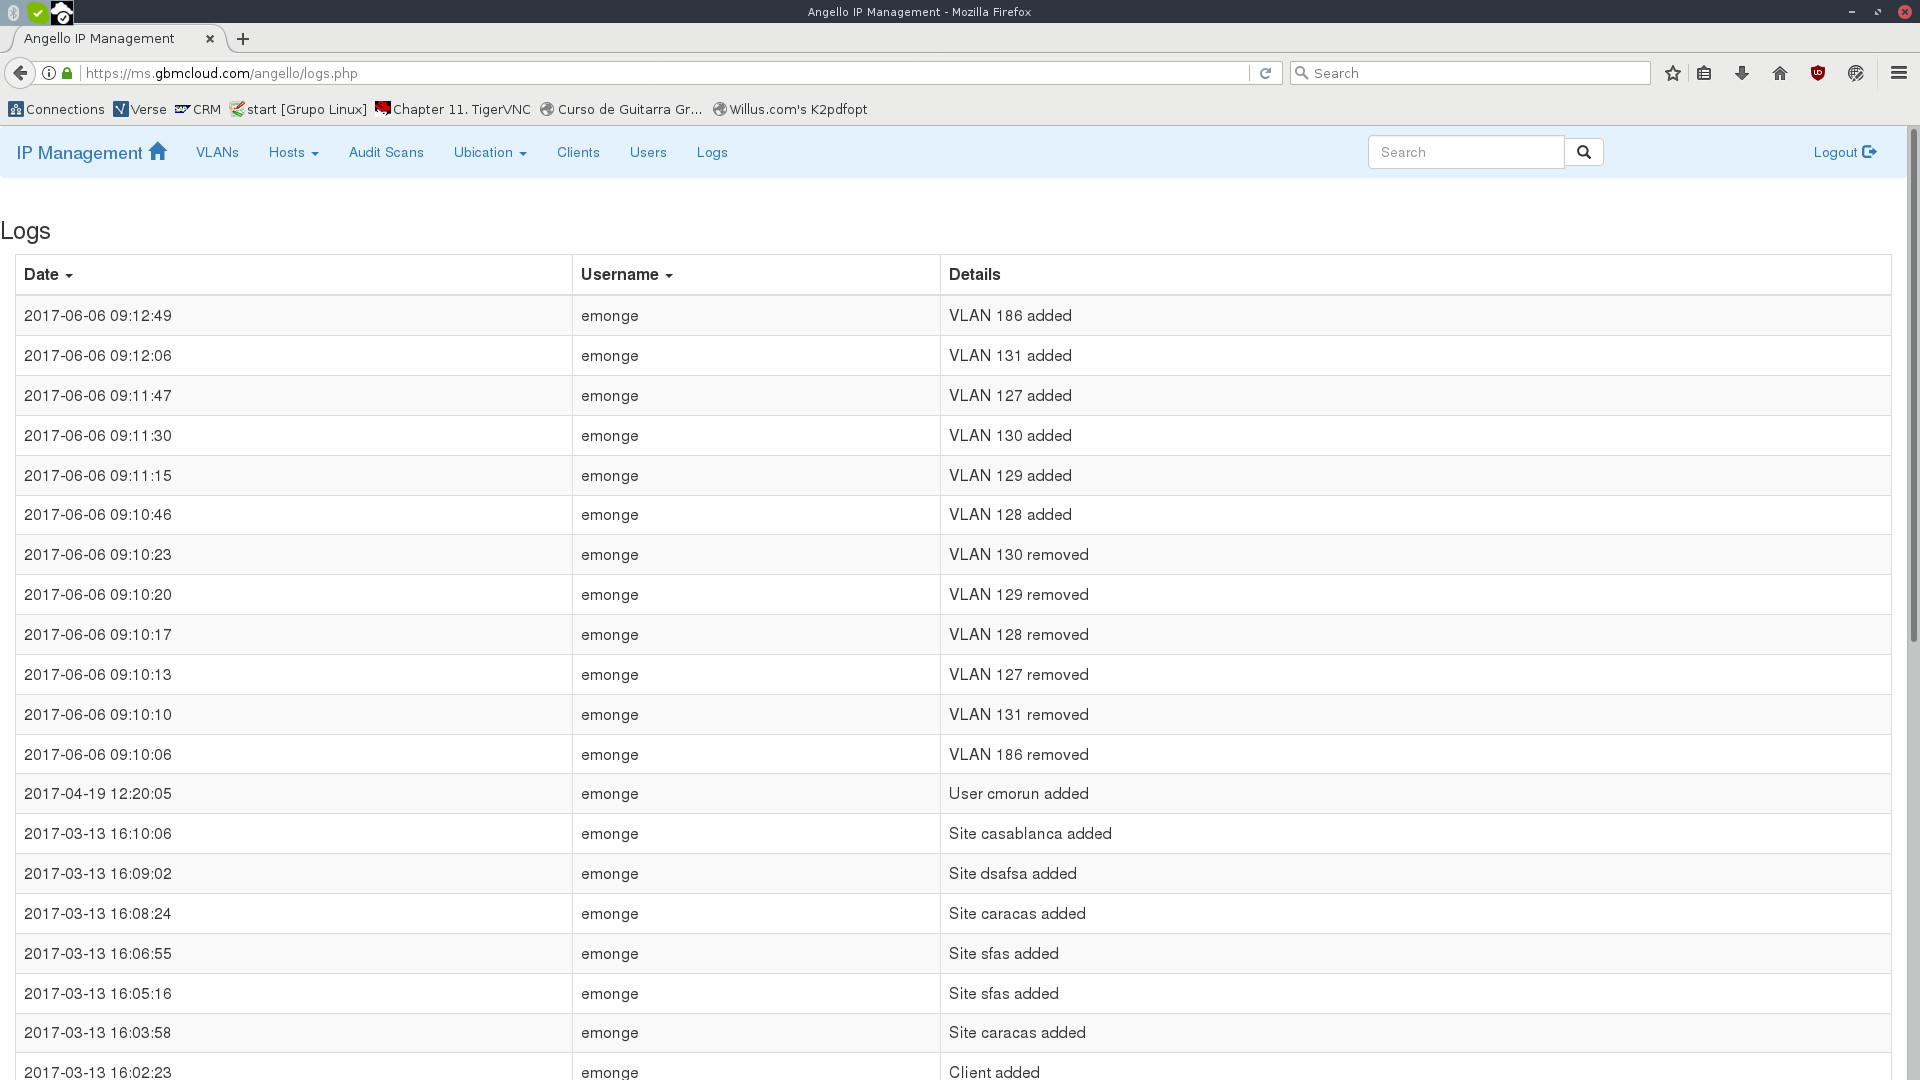 Angello IP Management - Mozilla Firefox
Angello IP Management
https://ms.gbmcloud.com/angello/logs.php
Search
Connections Verse CRM start [Grupo Linux] Chapter 11. TigerVNC Curso de Guitarra Gr... Willus.com's K2pdfopt
IP Management VLANs Hosts Audit Scans Ubication Clients Users Logs Search Logout
Logs
Date Username Details
2017-06-06 09:12:49 emonge VLAN 186 added
2017-06-06 09:12:06 emonge VLAN 131 added
2017-06-06 09:11:47 emonge VLAN 127 added
2017-06-06 09:11:30 emonge VLAN 130 added
2017-06-06 09:11:15 emonge VLAN 129 added
2017-06-06 09:10:46 emonge VLAN 128 added
2017-06-06 09:10:23 emonge VLAN 130 removed
2017-06-06 09:10:20 emonge VLAN 129 removed
2017-06-06 09:10:17 emonge VLAN 128 removed
2017-06-06 09:10:13 emonge VLAN 127 removed
2017-06-06 09:10:10 emonge VLAN 131 removed
2017-06-06 09:10:06 emonge VLAN 186 removed
2017-04-19 12:20:05 emonge User cmorun added
2017-03-13 16:10:06 emonge Site casablanca added
2017-03-13 16:09:02 emonge Site dsafsa added
2017-03-13 16:08:24 emonge Site caracas added
2017-03-13 16:06:55 emonge Site sfas added
2017-03-13 16:05:16 emonge Site sfas added
2017-03-13 16:03:58 emonge Site caracas added
2017-03-13 16:02:23 emonge Client added